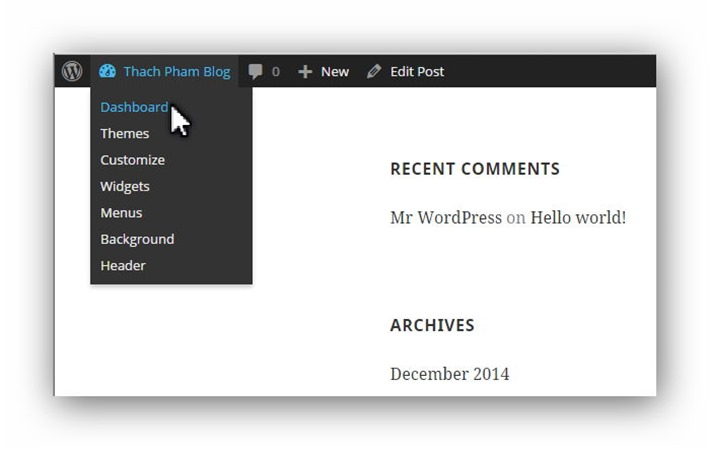 Thach Pham Blog 0 New Edit Post
Dashboard
Themes
Customize
Widgets
Menus
Background
Header
RECENT COMMENTS
Mr WordPress on Hello world!
ARCHIVES
December 2014